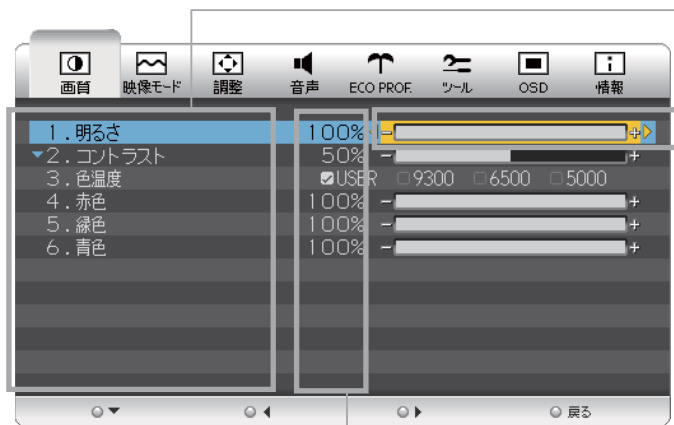 画質 映像モード 調整 音声 ECO PROF. ツール OSD 情報
1.明るさ 100%
2.コントラスト 50%
3.色温度 USER 9300 6500 5000
4.赤色 100%
5.緑色 100%
6.青色 100%
戻る